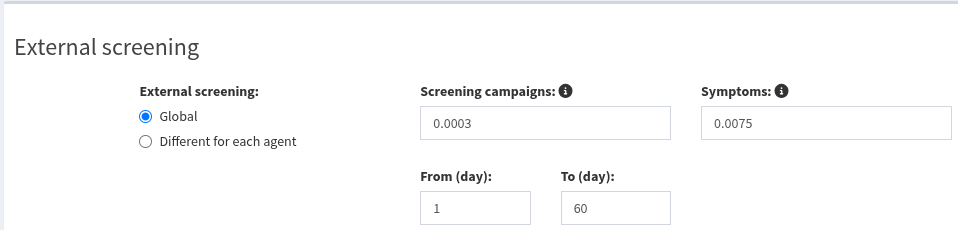 External screening
External screening:
Global
Different for each agent
Screening campaigns:
0.0003
Symptoms:
0.0075
From (day):
1
To (day):
60